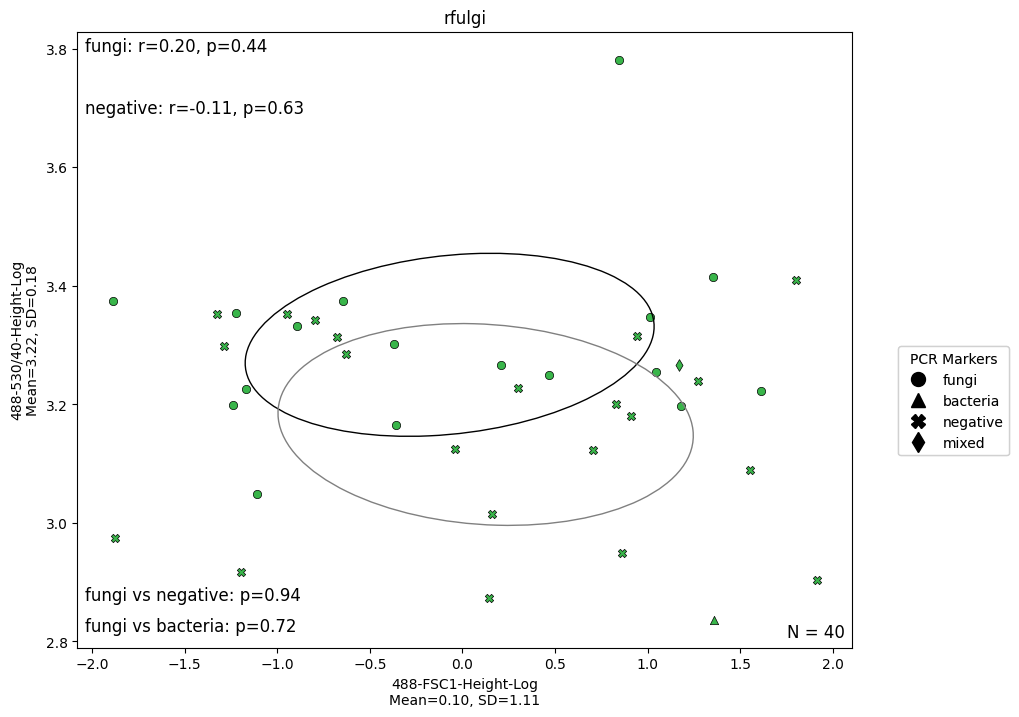 rfulgi
fungi: r=0.20, p=0.44
negative: r=-0.11, p=0.63
3.8
3.6
3.4
3.2
3.0
2.8
488-530/40-Height-Log
Mean=3.22, SD=0.18
fungi vs negative: p=0.94
fungi vs bacteria: p=0.72
N = 40
−2.0 −1.5 −1.0 −0.5 0.0 0.5 1.0 1.5 2.0
488-FSC1-Height-Log
Mean=0.10, SD=1.11
PCR Markers
fungi
bacteria
negative
mixed